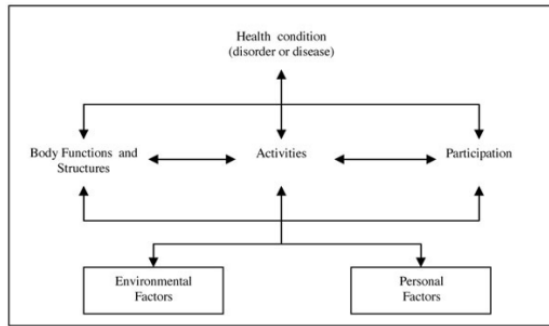 Health condition
(disorder or disease)
Body Functions and
Structures
Activities
Participation
Environmental
Factors
Personal
Factors